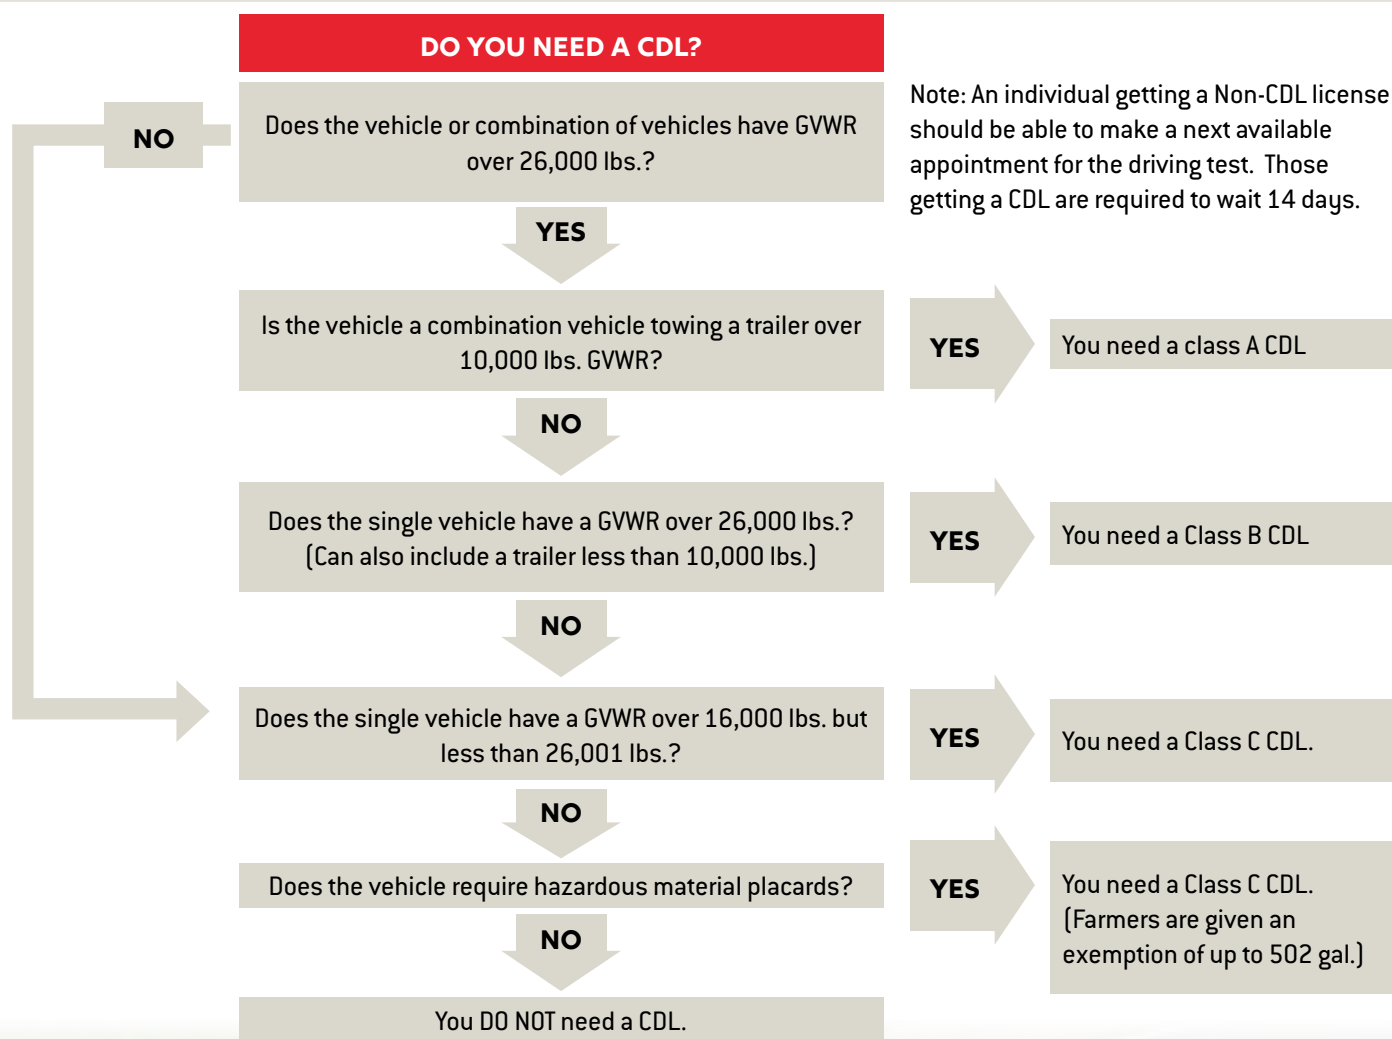 DO YOU NEED A CDL?
Note: An individual getting a Non-CDL license
should be able to make a next available
appointment for the driving test. Those
getting a CDL are required to wait 14 days.
Does the vehicle or combination of vehicles have GVWR
over 26,000 lbs.?
NO
YES
Is the vehicle a combination vehicle towing a trailer over
10,000 lbs. GVWR?
YES
You need a class A CDL
NO
Does the single vehicle have a GVWR over 26,000 lbs.?
(Can also include a trailer less than 10,000 lbs.)
YES
You need a Class B CDL
NO
Does the single vehicle have a GVWR over 16,000 lbs. but
less than 26,001 lbs.?
YES
You need a Class C CDL.
NO
Does the vehicle require hazardous material placards?
YES
You need a Class C CDL.
(Farmers are given an
exemption of up to 502 gal.)
NO
You DO NOT need a CDL.